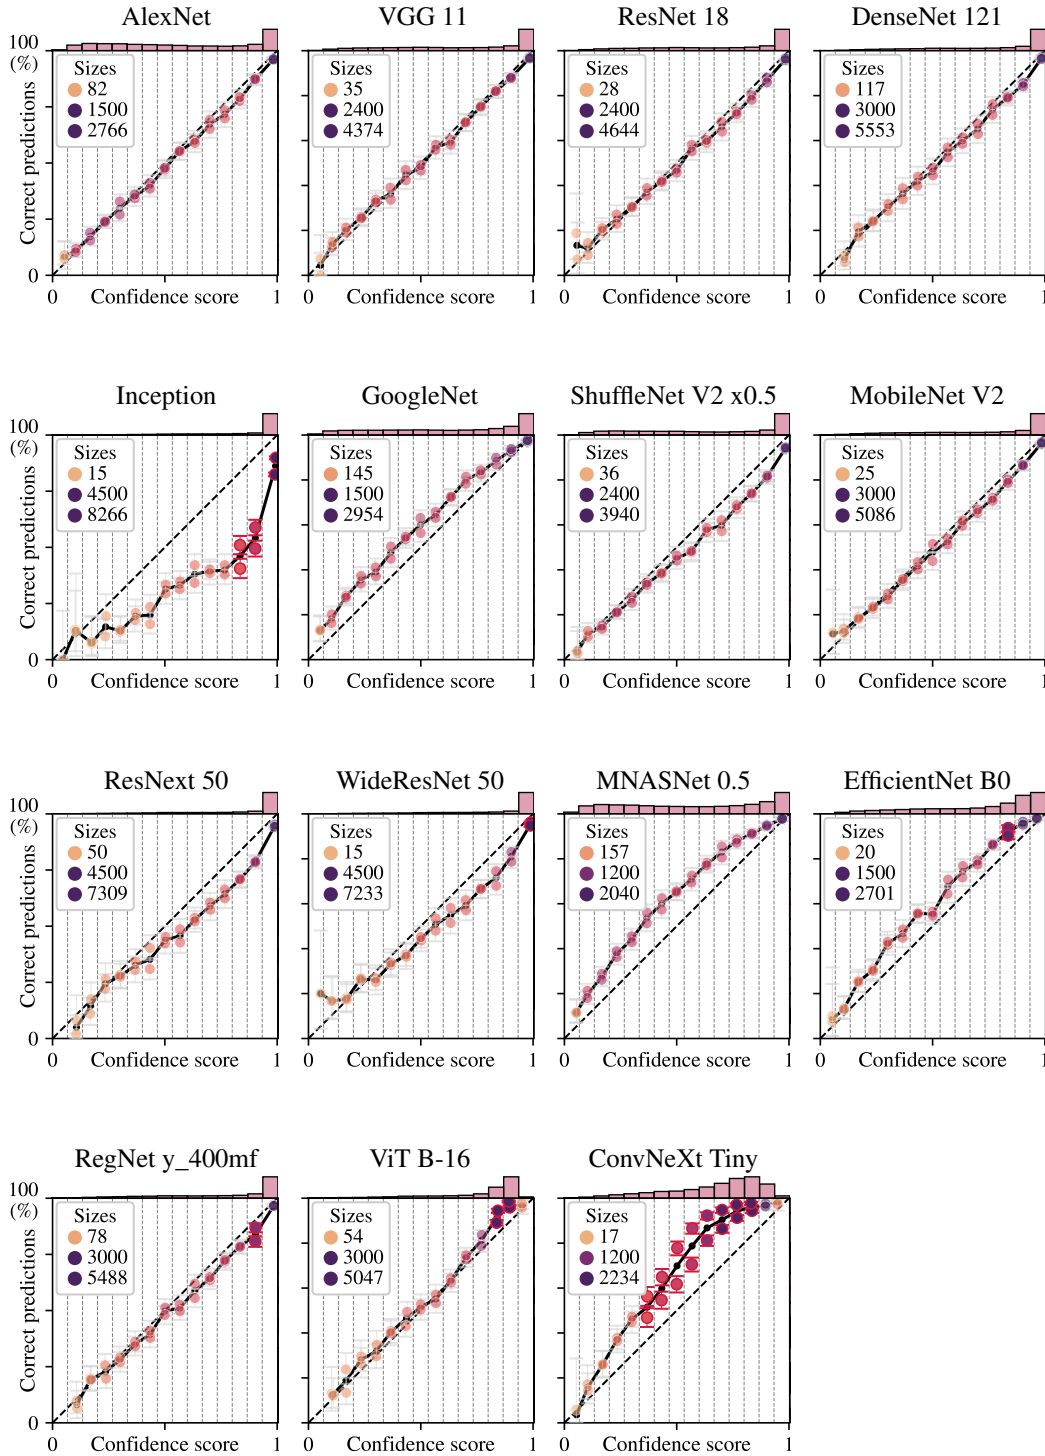 AlexNet
VGG 11
ResNet 18
DenseNet 121
100
(%)
Correct predictions
0
Sizes
82
1500
2766
0
Confidence score
1
Sizes
35
2400
4374
0
Confidence score
1
Sizes
28
2400
4644
0
Confidence score
1
Sizes
117
3000
5553
0
Confidence score
1
Inception
GoogleNet
ShuffleNet V2 x0.5
MobileNet V2
100
(%)
Correct predictions
0
Sizes
15
4500
8266
0
Confidence score
1
Sizes
145
1500
2954
0
Confidence score
1
Sizes
36
2400
3940
0
Confidence score
1
Sizes
25
3000
5086
0
Confidence score
1
ResNext 50
WideResNet 50
MNASNet 0.5
EfficientNet B0
100
(%)
Correct predictions
0
Sizes
50
4500
7309
0
Confidence score
1
Sizes
15
4500
7233
0
Confidence score
1
Sizes
157
1200
2040
0
Confidence score
1
Sizes
20
1500
2701
0
Confidence score
1
RegNet y_400mf
ViT B-16
ConvNeXt Tiny
100
(%)
Correct predictions
0
Sizes
78
3000
5488
0
Confidence score
1
Sizes
54
3000
5047
0
Confidence score
1
Sizes
17
1200
2234
0
Confidence score
1